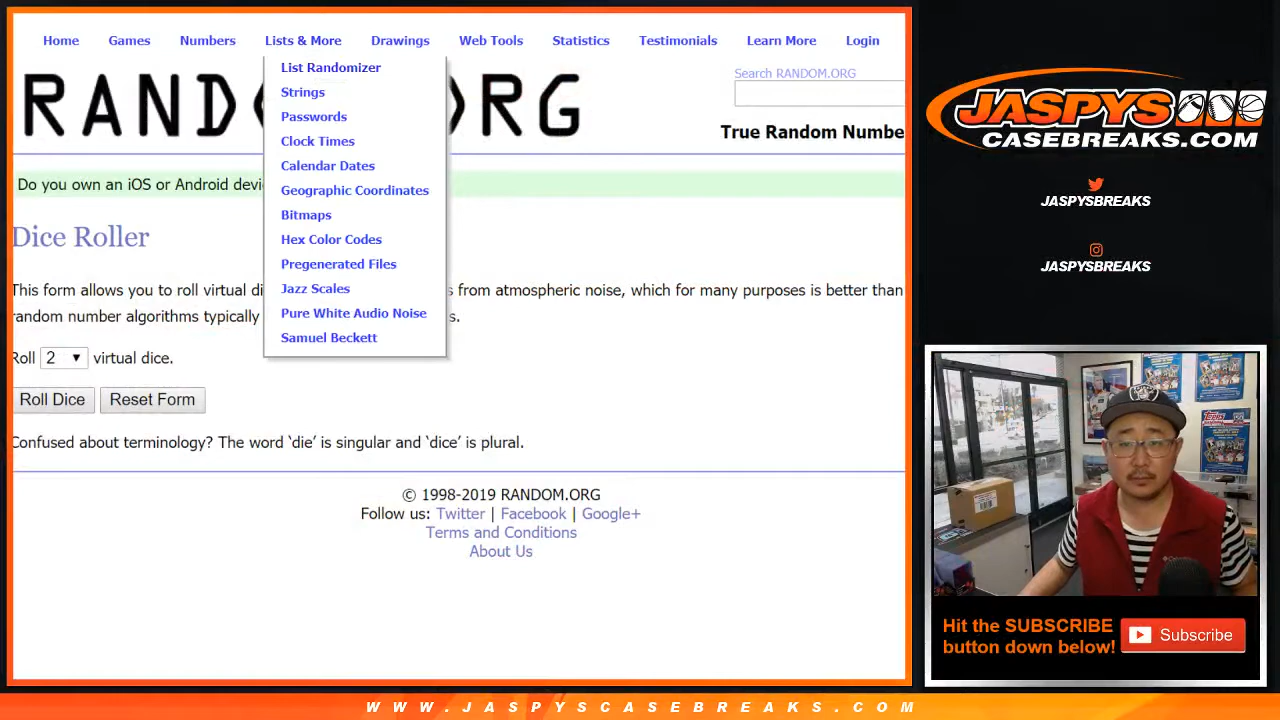 Home Games Numbers Lists & More Drawings Web Tools Statistics Testimonials Learn More Login
List Randomizer
Strings
Passwords
Clock Times
Calendar Dates
Geographic Coordinates
Bitmaps
Hex Color Codes
Pregenerated Files
Jazz Scales
Pure White Audio Noise
Samuel Beckett
RAND
.ORG
Search RANDOM.ORG
True Random Numbe
Do you own an iOS or Android devi
Dice Roller
This form allows you to roll virtual di
s from atmospheric noise, which for many purposes is better than
random number algorithms typically
s.
Roll 2 virtual dice.
Roll Dice Reset Form
Confused about terminology? The word ‘die’ is singular and ‘dice’ is plural.
© 1998-2019 RANDOM.ORG
Follow us: Twitter | Facebook | Google+
Terms and Conditions
About Us
JASPYS
CASEBREAKS.COM
JASPYSBREAKS
JASPYSBREAKS
Topps
Hit the SUBSCRIBE
button down below!
Subscribe
WWW.JASPYSCASEBREAKS.COM